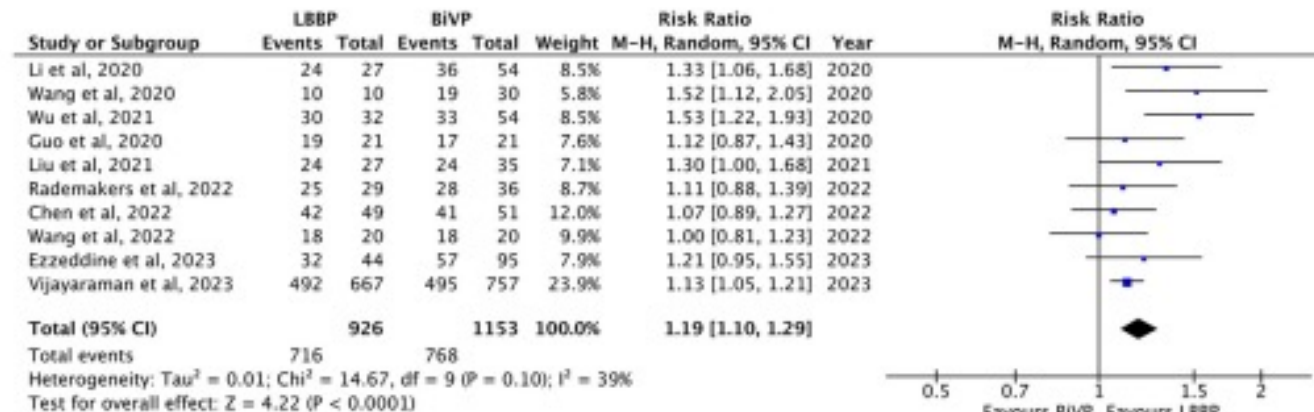 LBBP BiVP Risk Ratio Risk Ratio
Study or Subgroup Events Total Events Total Weight M-H, Random, 95% CI Year M-H, Random, 95% CI
Li et al, 2020 24 27 36 54 8.5% 1.33 [1.06, 1.68] 2020
Wang et al, 2020 10 10 19 30 5.8% 1.52 [1.12, 2.05] 2020
Wu et al, 2021 30 32 33 54 8.5% 1.53 [1.22, 1.93] 2020
Guo et al, 2020 19 21 17 21 7.6% 1.12 [0.87, 1.43] 2020
Liu et al, 2021 24 27 24 35 7.1% 1.30 [1.00, 1.68] 2021
Rademakers et al, 2022 25 29 28 36 8.7% 1.11 [0.88, 1.39] 2022
Chen et al, 2022 42 49 41 51 12.0% 1.07 [0.89, 1.27] 2022
Wang et al, 2022 18 20 18 20 9.9% 1.00 [0.81, 1.23] 2022
Ezzeddine et al, 2023 32 44 57 95 7.9% 1.21 [0.95, 1.55] 2023
Vijayaraman et al, 2023 492 667 495 757 23.9% 1.13 [1.05, 1.21] 2023
Total (95% CI) 926 1153 100.0% 1.19 [1.10, 1.29]
Total events 716 768
Heterogeneity: Tau² = 0.01; Chi² = 14.67, df = 9 (P = 0.10); I² = 39%
Test for overall effect: Z = 4.22 (P < 0.0001)
0.5 0.7 1 1.5 2
Favours BiVP Favours LBBP